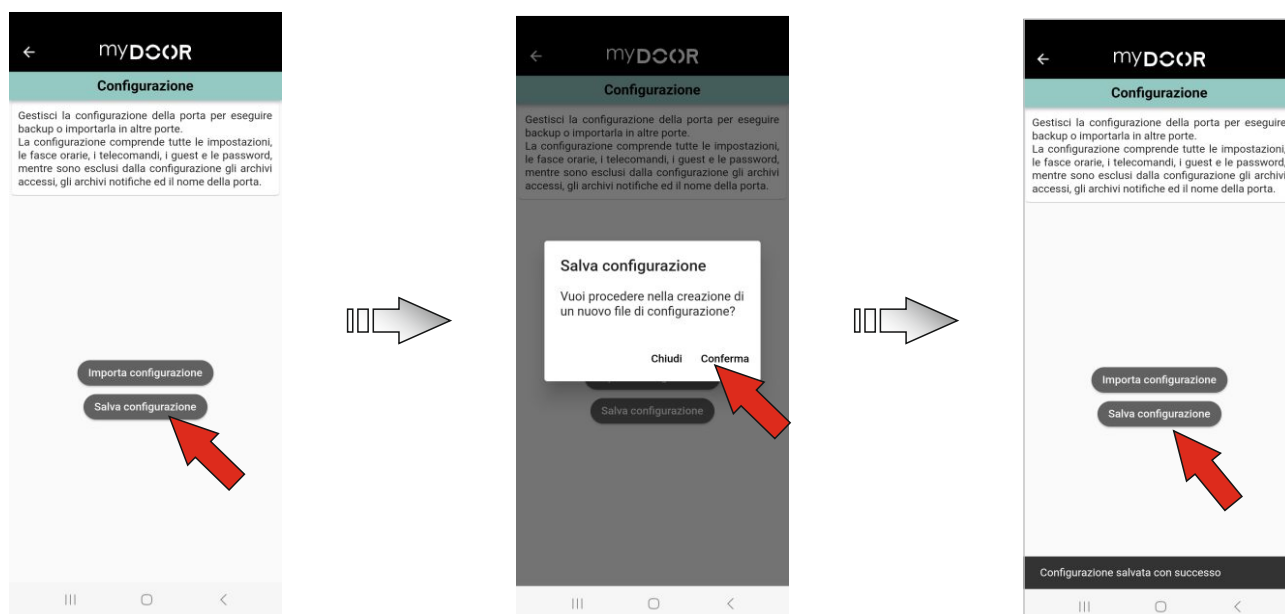 myDOOR
Configurazione
Gestisci la configurazione della porta per eseguire
backup o importarla in altre porte.
La configurazione comprende tutte le impostazioni,
le fasce orarie, i telecomandi, i guest e le password,
mentre sono esclusi dalla configurazione gli archivi
accessi, gli archivi notifiche ed il nome della porta.
Importa configurazione
Salva configurazione
myDOOR
Configurazione
Gestisci la configurazione della porta per eseguire
backup o importarla in altre porte.
La configurazione comprende tutte le impostazioni,
le fasce orarie, i telecomandi, i guest e le password,
mentre sono esclusi dalla configurazione gli archivi
accessi, gli archivi notifiche ed il nome della porta.
Salva configurazione
Vuoi procedere nella creazione di
un nuovo file di configurazione?
Chiudi Conferma
Salva configurazione
myDOOR
Configurazione
Gestisci la configurazione della porta per eseguire
backup o importarla in altre porte.
La configurazione comprende tutte le impostazioni,
le fasce orarie, i telecomandi, i guest e le password,
mentre sono esclusi dalla configurazione gli archivi
accessi, gli archivi notifiche ed il nome della porta.
Importa configurazione
Salva configurazione
Configurazione salvata con successo